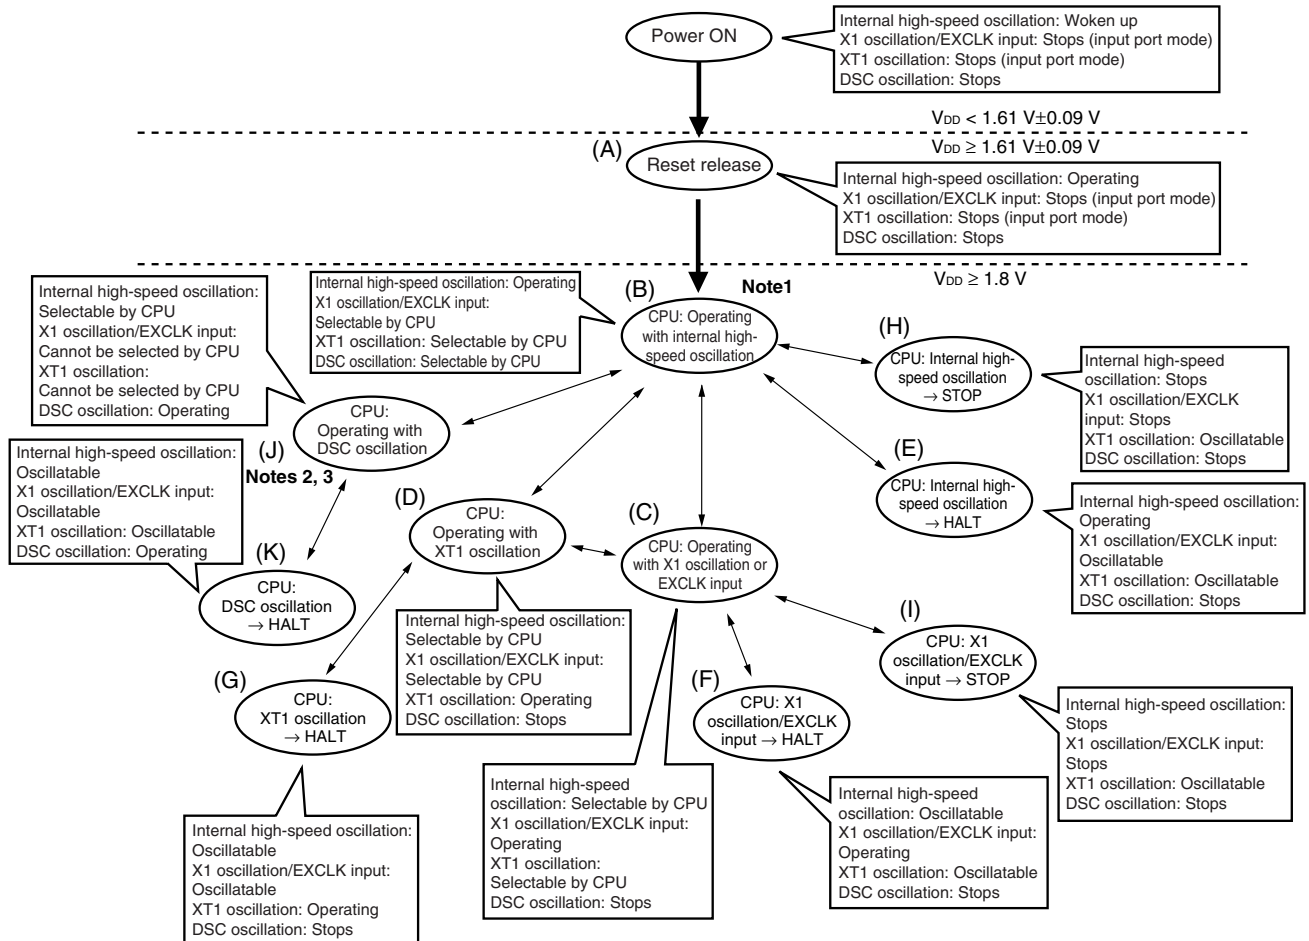 Power ON
Internal high-speed oscillation: Woken up
X1 oscillation/EXCLK input: Stops (input port mode)
XT1 oscillation: Stops (input port mode)
DSC oscillation: Stops
VDD < 1.61 V±0.09 V
VDD ≥ 1.61 V±0.09 V
(A)
Reset release
Internal high-speed oscillation: Operating
X1 oscillation/EXCLK input: Stops (input port mode)
XT1 oscillation: Stops (input port mode)
DSC oscillation: Stops
VDD ≥ 1.8 V
Note1
(B)
CPU: Operating
with internal high-
speed oscillation
Internal high-speed oscillation: Operating
X1 oscillation/EXCLK input:
Selectable by CPU
XT1 oscillation: Selectable by CPU
DSC oscillation: Selectable by CPU
Internal high-speed oscillation:
Selectable by CPU
X1 oscillation/EXCLK input:
Cannot be selected by CPU
XT1 oscillation:
Cannot be selected by CPU
DSC oscillation: Operating
(H)
CPU: Internal high-
speed oscillation
→ STOP
Internal high-speed
oscillation: Stops
X1 oscillation/EXCLK
input: Stops
XT1 oscillation: Oscillatable
DSC oscillation: Stops
CPU:
Operating with
DSC oscillation
(J)
Notes 2, 3
Internal high-speed oscillation:
Oscillatable
X1 oscillation/EXCLK input:
Oscillatable
XT1 oscillation: Oscillatable
DSC oscillation: Operating
(E)
CPU: Internal high-
speed oscillation
→ HALT
Internal high-speed oscillation:
Operating
X1 oscillation/EXCLK input:
Oscillatable
XT1 oscillation: Oscillatable
DSC oscillation: Stops
(D)
CPU:
Operating with
XT1 oscillation
(C)
CPU: Operating
with X1 oscillation or
EXCLK input
(K)
CPU:
DSC oscillation
→ HALT
Internal high-speed oscillation:
Selectable by CPU
X1 oscillation/EXCLK input:
Selectable by CPU
XT1 oscillation: Operating
DSC oscillation: Stops
(I)
CPU: X1
oscillation/EXCLK
input → STOP
(G)
CPU:
XT1 oscillation
→ HALT
(F)
CPU: X1
oscillation/EXCLK
input → HALT
Internal high-speed oscillation:
Stops
X1 oscillation/EXCLK input:
Stops
XT1 oscillation: Oscillatable
DSC oscillation: Stops
Internal high-speed
oscillation: Selectable by CPU
X1 oscillation/EXCLK input:
Operating
XT1 oscillation:
Selectable by CPU
DSC oscillation: Stops
Internal high-speed
oscillation: Oscillatable
X1 oscillation/EXCLK input:
Operating
XT1 oscillation: Oscillatable
DSC oscillation: Stops
Internal high-speed oscillation:
Oscillatable
X1 oscillation/EXCLK input:
Oscillatable
XT1 oscillation: Operating
DSC oscillation: Stops